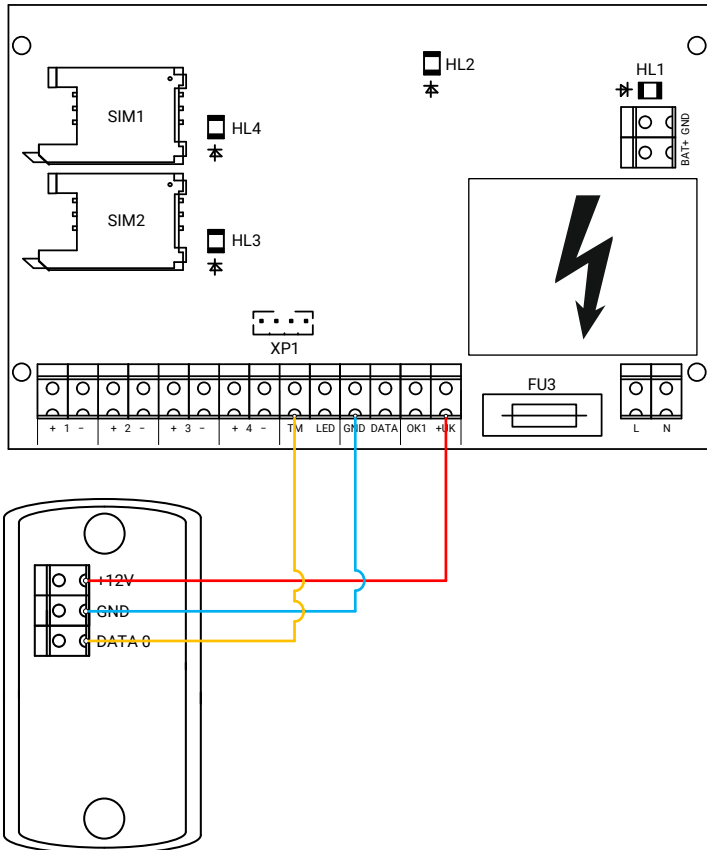 HL2
HL1
SIM1
HL4
BAT+ GND
SIM2
HL3
XP1
FU3
+ 1 - + 2 - + 3 - + 4 - TM LED GND DATA OK1 +UK
L N
+12V
GND
DATA 0